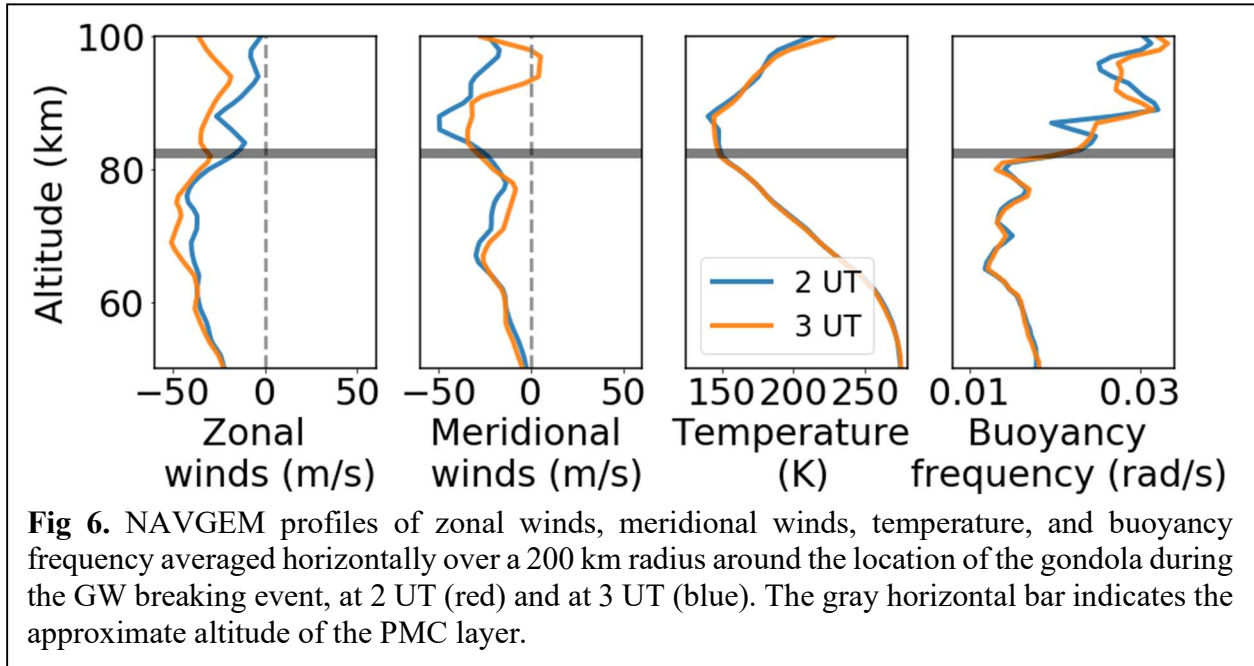 100
80
60
Altitude (km)
−50 0 50
Zonal
winds (m/s)
−50 0 50
Meridional
winds (m/s)
2 UT
3 UT
150 200 250
Temperature
(K)
0.01 0.03
Buoyancy
frequency (rad/s)
Fig 6. NAVGEM profiles of zonal winds, meridional winds, temperature, and buoyancy
frequency averaged horizontally over a 200 km radius around the location of the gondola during
the GW breaking event, at 2 UT (red) and at 3 UT (blue). The gray horizontal bar indicates the
approximate altitude of the PMC layer.